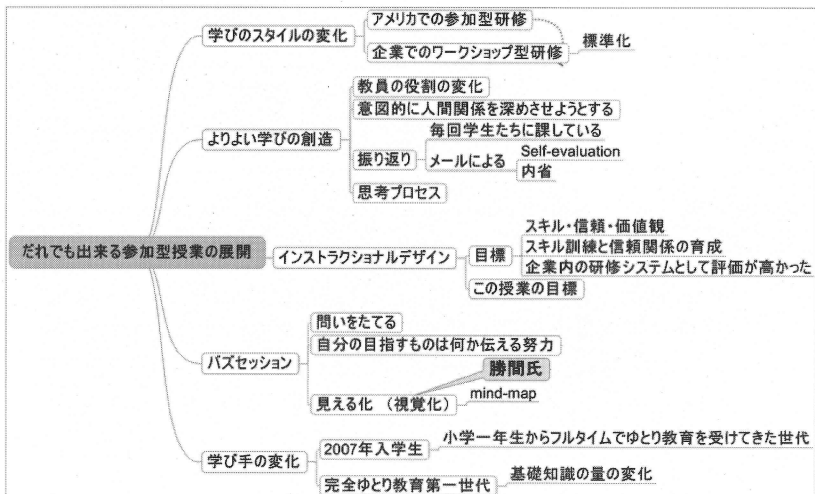 アメリカでの参加型研修
学びのスタイルの変化
企業でのワークショップ型研修
標準化
教員の役割の変化
意図的に人間関係を深めさせようとする
よりよい学びの創造
毎回学生たちに課している
振り返り
メールによる
Self-evaluation
内省
思考プロセス
だれでも出来る参加型授業の展開
インストラクショナルデザイン
目標
スキル・信頼・価値観
スキル訓練と信頼関係の育成
企業内の研修システムとして評価が高かった
この授業の目標
問いをたてる
自分の目指すものは何か伝える努力
バズセッション
勝間氏
見える化 (視覚化)
mind-map
学び手の変化
2007年入学生
小学一年生からフルタイムでゆとり教育を受けてきた世代
完全ゆとり教育第一世代
基礎知識の量の変化